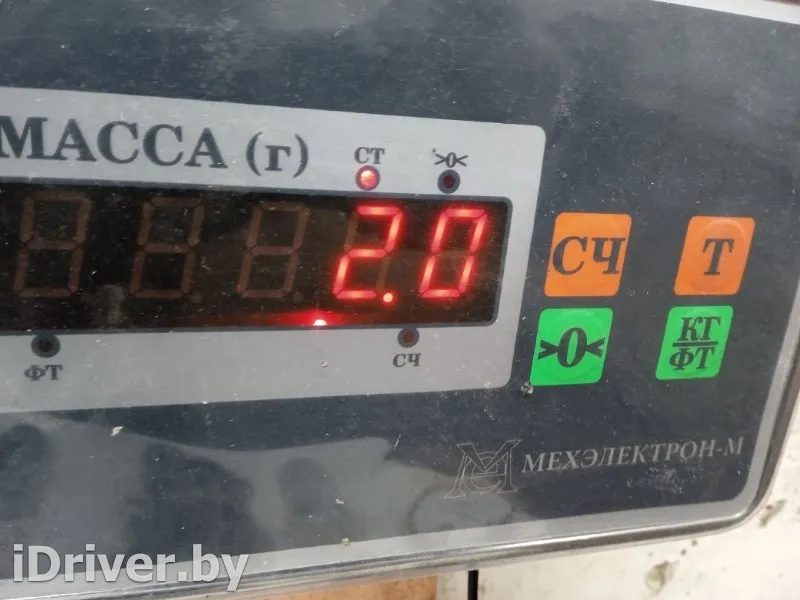 МАССА (г)
СТ
>0<
2.0
ФТ
СЧ
СЧ
Т
>0<
КГ
ФТ
МЕХЭЛЕКТРОН-М
iDriver.by